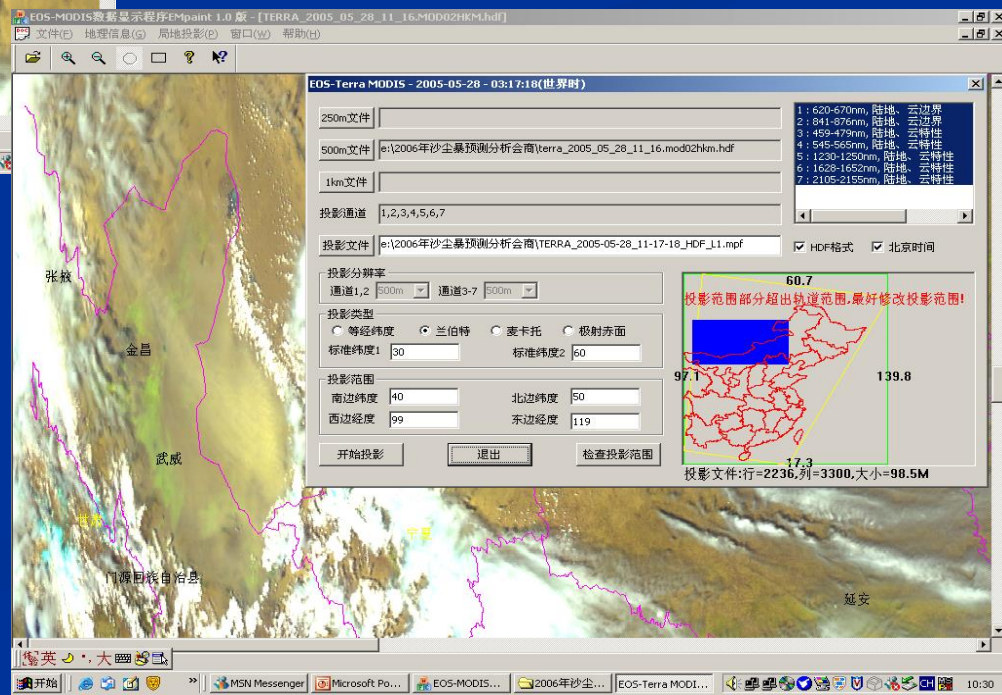 EOS-MODIS数据显示程序EMpaint 1.0 版 - [TERRA_2005_05_28_11_16.MOD02HKM.hdf]
文件(F) 地理信息(G) 局地投影(P) 窗口(W) 帮助(H)
EOS-Terra MODIS - 2005-05-28 - 03:17:18(世界时)
250m文件
500m文件 e:\2006年沙尘暴预测分析会商\terra_2005_05_28_11_16.mod02hkm.hdf
1km文件
投影通道 1,2,3,4,5,6,7
投影文件 e:\2006年沙尘暴预测分析会商\TERRA_2005-05-28_11-17-18_HDF_L1.mpf
1 : 620-670nm, 陆地、云边界
2 : 841-876nm, 陆地、云边界
3 : 459-479nm, 陆地、云特性
4 : 545-565nm, 陆地、云特性
5 : 1230-1250nm, 陆地、云特性
6 : 1628-1652nm, 陆地、云特性
7 : 2105-2155nm, 陆地、云特性
HDF格式 北京时间
投影分辨率
通道1,2 500m 通道3-7 500m
投影类型
等经纬度 兰伯特 麦卡托 极射赤面
标准纬度1 30 标准纬度2 60
投影范围
南边纬度 40 北边纬度 50
西边经度 99 东边经度 119
开始投影 退出 检查投影范围
60.7
投影范围部分超出轨道范围,最好修改投影范围!
97.1 139.8
17.3
投影文件:行=2236,列=3300,大小=98.5M
张掖
金昌
武威
甘肃
宁夏
门源回族自治县
延安
英 大
开始 MSN Messenger Microsoft Po... EOS-MODIS... 2006年沙尘... EOS-Terra MODI... CH 10:30